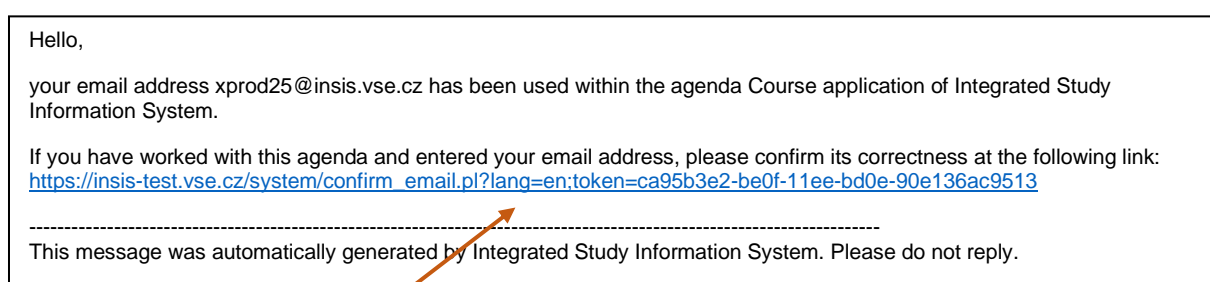 Hello,
your email address xprod25@insis.vse.cz has been used within the agenda Course application of Integrated Study
Information System.
If you have worked with this agenda and entered your email address, please confirm its correctness at the following link:
https://insis-test.vse.cz/system/confirm_email.pl?lang=en;token=ca95b3e2-be0f-11ee-bd0e-90e136ac9513
--------------------------------------------------------------------------------------------------------------------
This message was automatically generated by Integrated Study Information System. Please do not reply.